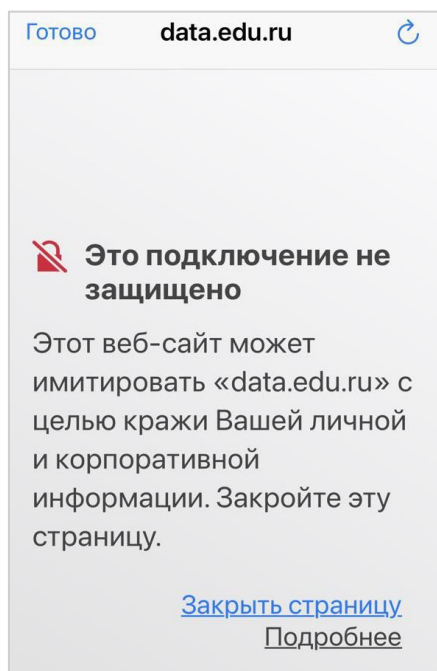 Готово data.edu.ru
Это подключение не
защищено
Этот веб-сайт может
имитировать «data.edu.ru» с
целью кражи Вашей личной
и корпоративной
информации. Закройте эту
страницу.
Закрыть страницу
Подробнее